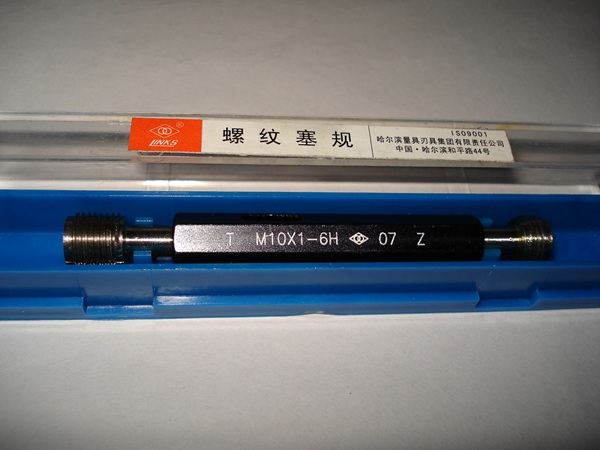 LINKS
®
螺纹塞规
ISO9001
哈尔滨量具刃具集团有限责任公司
中国·哈尔滨和平路44号
T M10X1-6H 07 Z